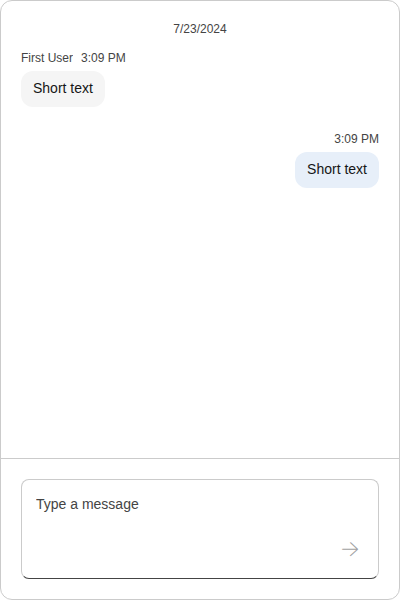 7/23/2024
First User 3:09 PM
Short text
3:09 PM
Short text
Type a message